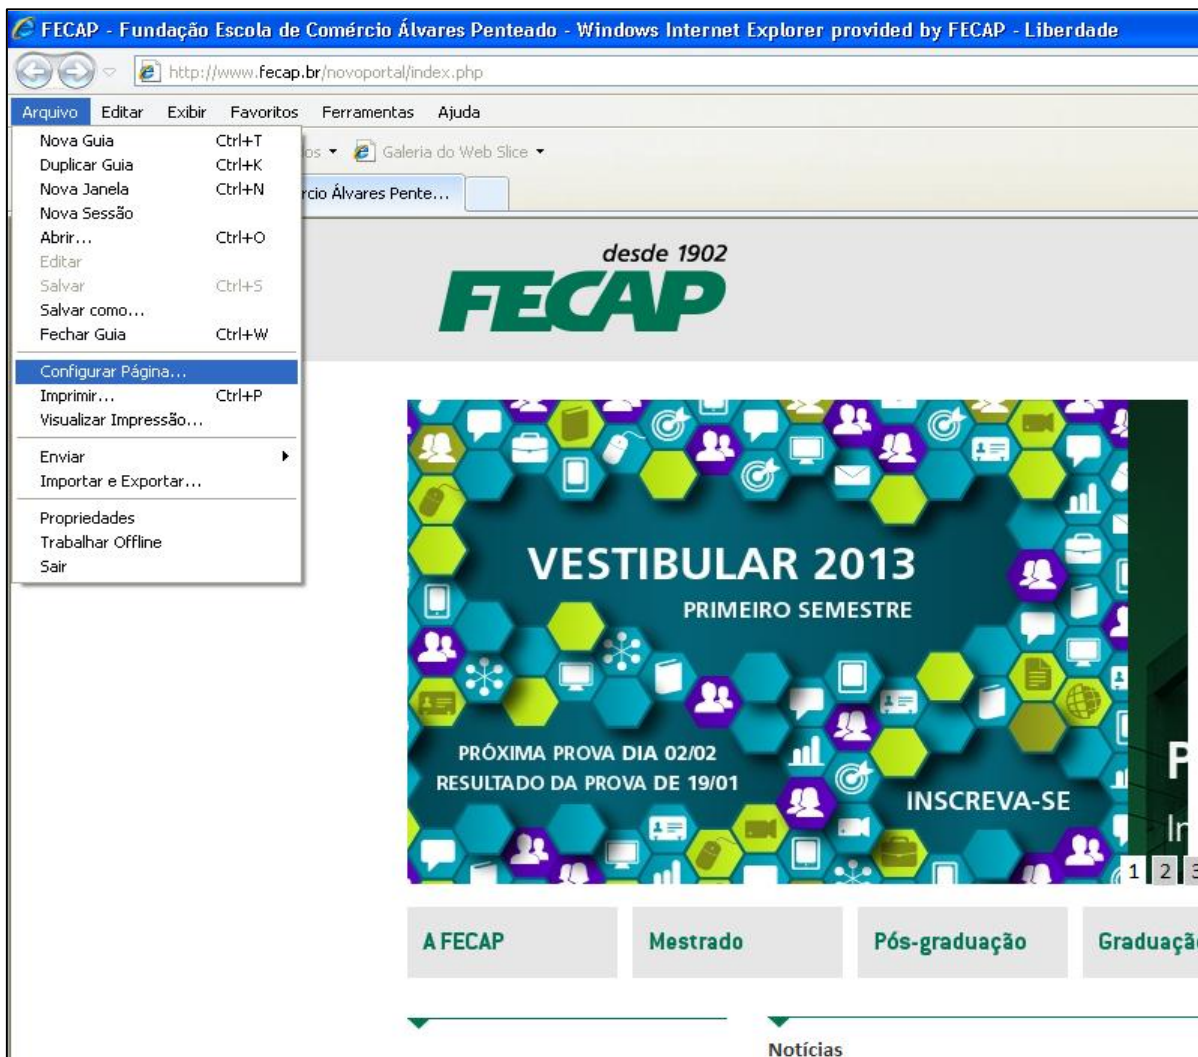 FECAP - Fundação Escola de Comércio Álvares Penteado - Windows Internet Explorer provided by FECAP - Liberdade
http://www.fecap.br/novoportal/index.php
Arquivo Editar Exibir Favoritos Ferramentas Ajuda
Nova Guia Ctrl+T
Duplicar Guia Ctrl+K
Nova Janela Ctrl+N
Nova Sessão
Abrir... Ctrl+O
Editar
Salvar Ctrl+S
Salvar como...
Fechar Guia Ctrl+W
Configurar Página...
Imprimir... Ctrl+P
Visualizar Impressão...
Enviar
Importar e Exportar...
Propriedades
Trabalhar Offline
Sair
os Galeria do Web Slice
rcio Álvares Pente...
desde 1902
FECAP
VESTIBULAR 2013
PRIMEIRO SEMESTRE
PRÓXIMA PROVA DIA 02/02
RESULTADO DA PROVA DE 19/01
INSCREVA-SE
P
In
1 2 3
A FECAP Mestrado Pós-graduação Graduaçã
Notícias